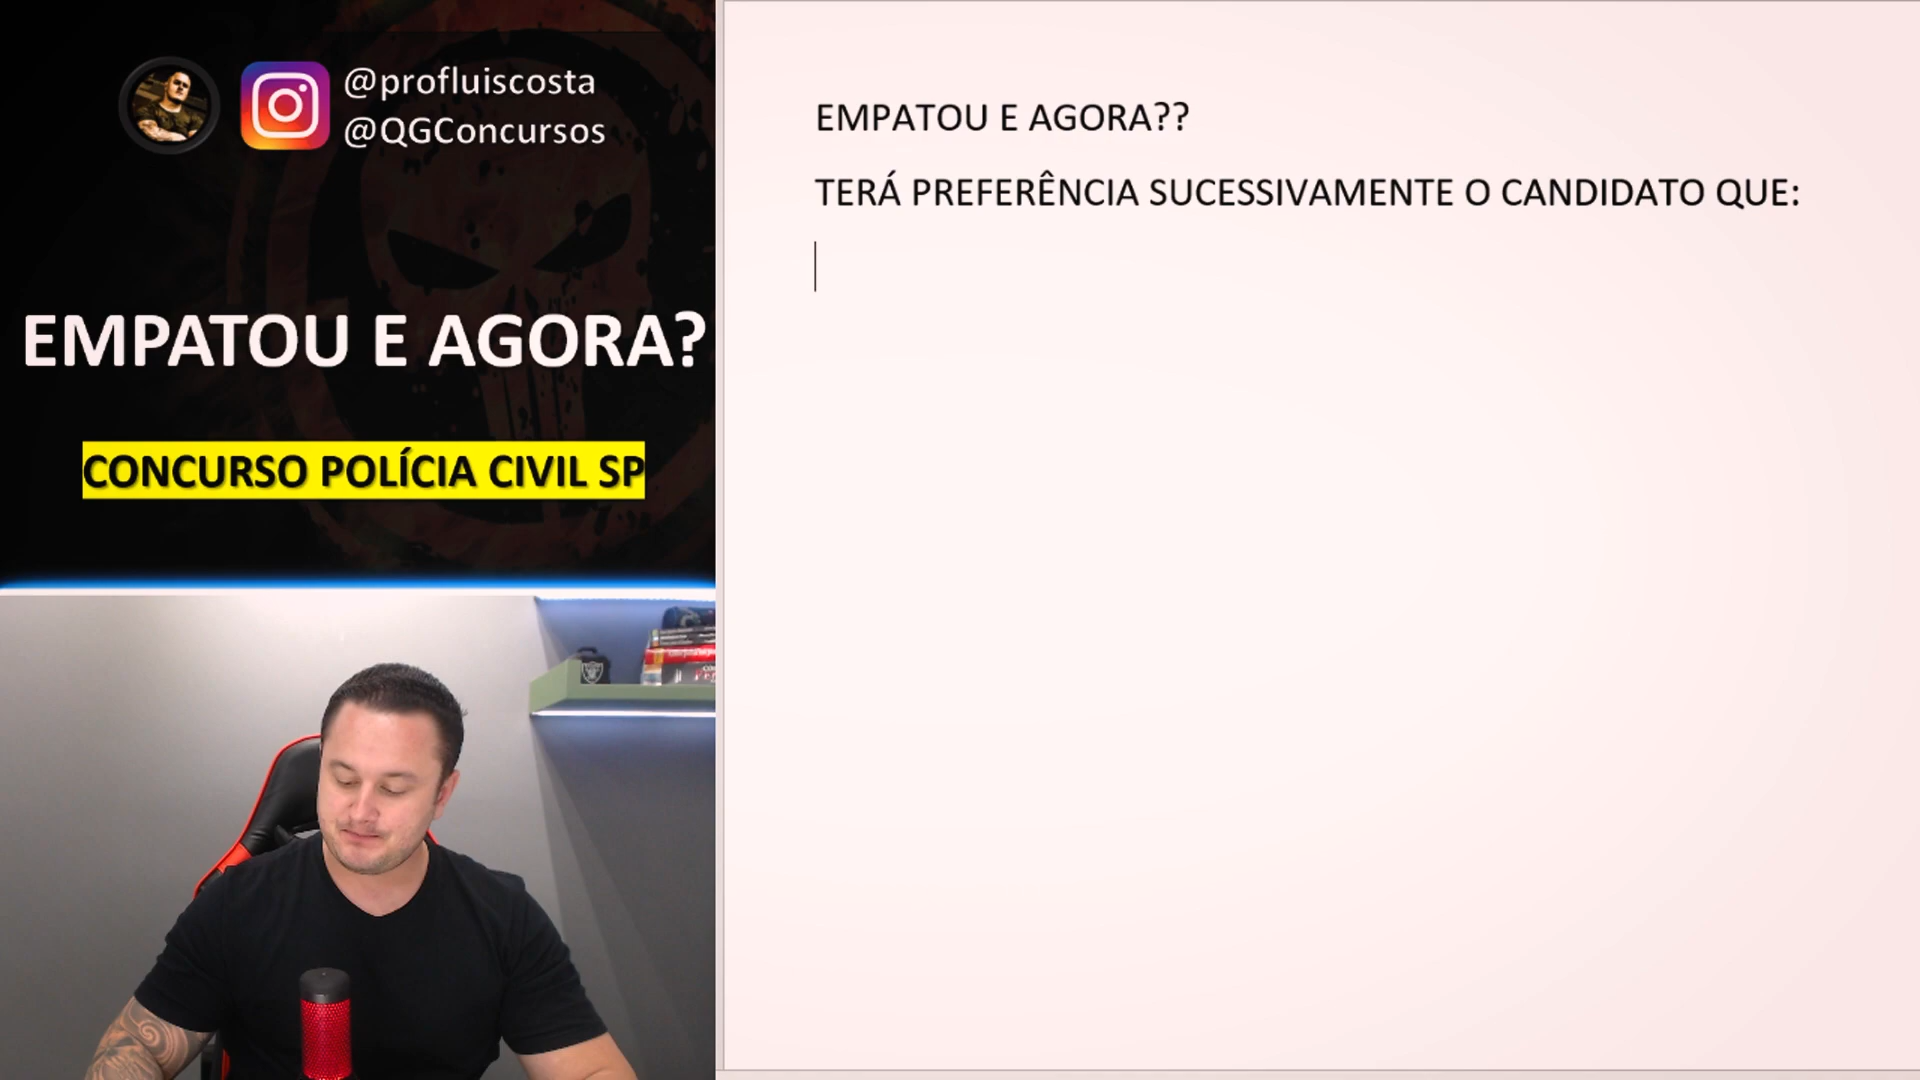 @profluiscosta
@QGConcursos
EMPATOU E AGORA?
CONCURSO POLÍCIA CIVIL SP
EMPATOU E AGORA??
TERÁ PREFERÊNCIA SUCESSIVAMENTE O CANDIDATO QUE: